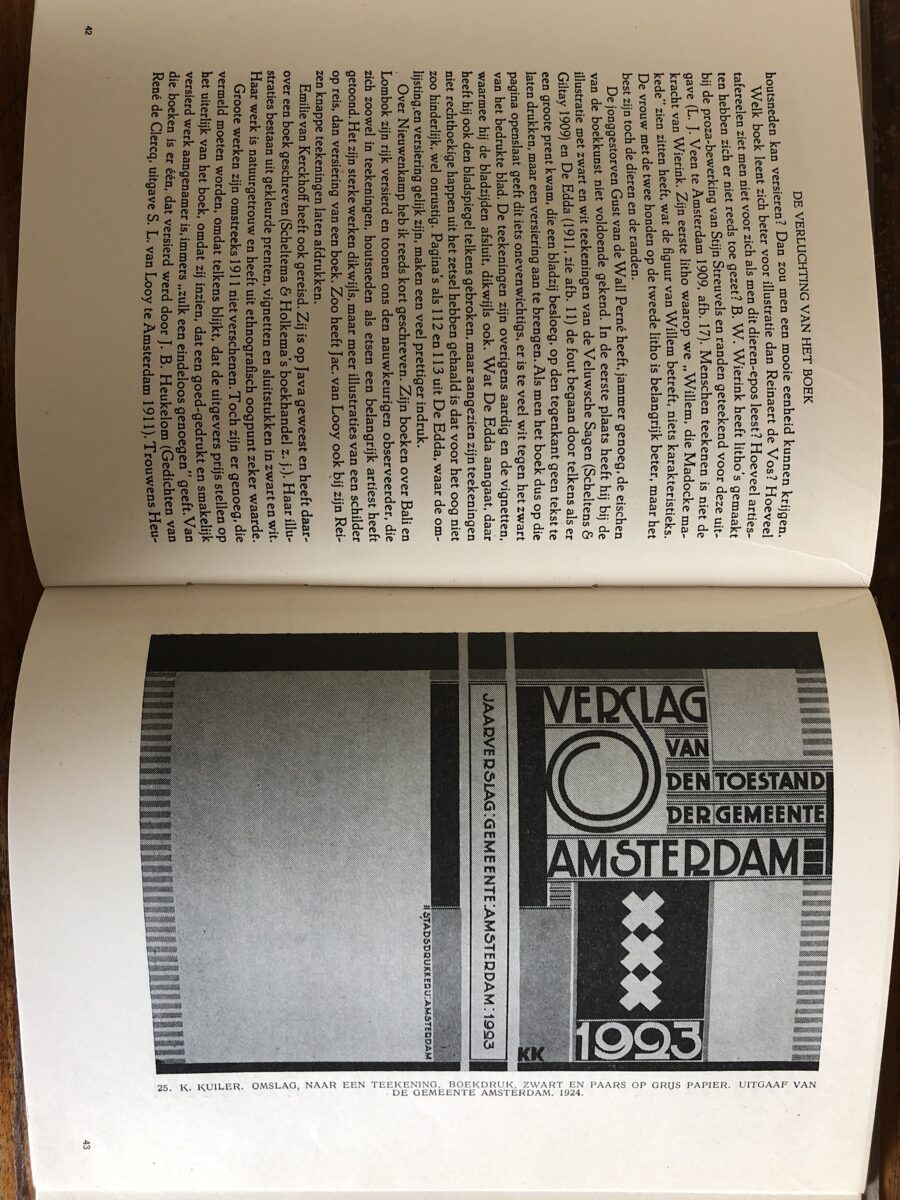 DE VERLUCHTING VAN HET BOEK
houtsneden kan versieren? Dan zou men een mooie eenheid kunnen krijgen.
Welk boek leent zich beter voor illustratie dan Reinaert de Vos? Hoeveel
tafereelen ziet men niet voor zich als men dit dieren-epos leest? Hoeveel arties-
ten hebben zich er niet reeds toe gezet? B. W. Wierink heeft litho's gemaakt
bij de proza-bewerking van Stijn Streuvels en randen geteekend voor deze uit-
gave (L. J. Veen te Amsterdam 1909, afb. 17). Menschen teekenen is niet de
kracht van Wierink. Zijn eerste litho waarop we „Willem, die Madocke ma-
kede” zien zitten heeft, wat de figuur van Willem betreft, niets karakteristieks.
De vrouw met de twee honden op de tweede litho is belangrijk beter, maar het
best zijn toch de dieren en de randen.
De jonggestorven Gust van de Wall Perné heeft, jammer genoeg, de eischen
van de boekkunst niet voldoende gekend. In de eerste plaats heeft hij bij de
illustratie met zwart en wit teekeningen van de Veluwsche Sagen (Scheltens &
Giltay 1909) en De Edda (1911, zie afb. 11) de fout begaan door telkens als er
een groote prent kwam, die een bladzij besloeg, op den tegenkant geen tekst te
laten drukken, maar een versiering aan te brengen. Als men het boek dus op die
pagina openslaat geeft dit iets onevenwichtigs, er is te veel wit tegen het zwart
van het bedrukte blad. De teekeningen zijn overigens aardig en de vignetten,
waarmee hij de bladzijden afsluit, dikwijls ook. Wat De Edda aangaat, daar
heeft hij ook den bladspiegel telkens gebroken, maar aangezien zijn teekeningen
niet rechthoekige happen uit het zetsel hebben gehaald is dat voor het oog niet
zoo hinderlijk, wel onrustig. Pagina's als 112 en 113 uit De Edda, waar de om-
lijsting en versiering gelijk zijn, maken een veel prettiger indruk.
Over Nieuwenkamp heb ik reeds kort geschreven. Zijn boeken over Bali en
Lombok zijn rijk versierd en toonen ons den nauwkeurigen observeerder, die
zich zoowel in teekeningen, houtsneden als etsen een belangrijk artiest heeft
getoond. Het zijn sterke werken dikwijls, maar meer illustraties van een schilder
op reis, dan versiering van een boek. Zoo heeft Jac. van Looy ook bij zijn Rei-
zen knappe teekeningen laten afdrukken.
Emilie van Kerckhoff heeft ook gereisd. Zij is op Java geweest en heeft daar-
over een boek geschreven (Scheltema & Holkema's boekhandel z. j.). Haar illu-
straties bestaan uit gekleurde prenten, vignetten en sluitstukken in zwart en wit.
Haar werk is natuurgetrouw en heeft uit ethnografisch oogpunt zeker waarde.
Groote werken zijn omstreeks 1911 niet verschenen. Toch zijn er genoeg, die
vermeld moeten worden, omdat telkens blijkt, dat de uitgevers prijs stellen op
het uiterlijk van het boek, omdat zij inzien, dat een goed-gedrukt en smakelijk
versierd werk aangenamer is, immers „zulk een eindeloos genoegen” geeft. Van
die boeken is er één, dat versierd werd door J. B. Heukelom (Gedichten van
René de Clercq, uitgave S. L. van Looy te Amsterdam 1911). Trouwens Heu-
42
VERSLAG
VAN
DEN TOESTAND
DER GEMEENTE
AMSTERDAM
1923
KK
JAARVERSLAG:GEMEENTE:AMSTERDAM:1923
STADSDRUKKERIJ:AMSTERDAM
25. K. KUILER. OMSLAG, NAAR EEN TEEKENING. BOEKDRUK, ZWART EN PAARS OP GRIJS PAPIER. UITGAAF VAN
DE GEMEENTE AMSTERDAM. 1924.
43